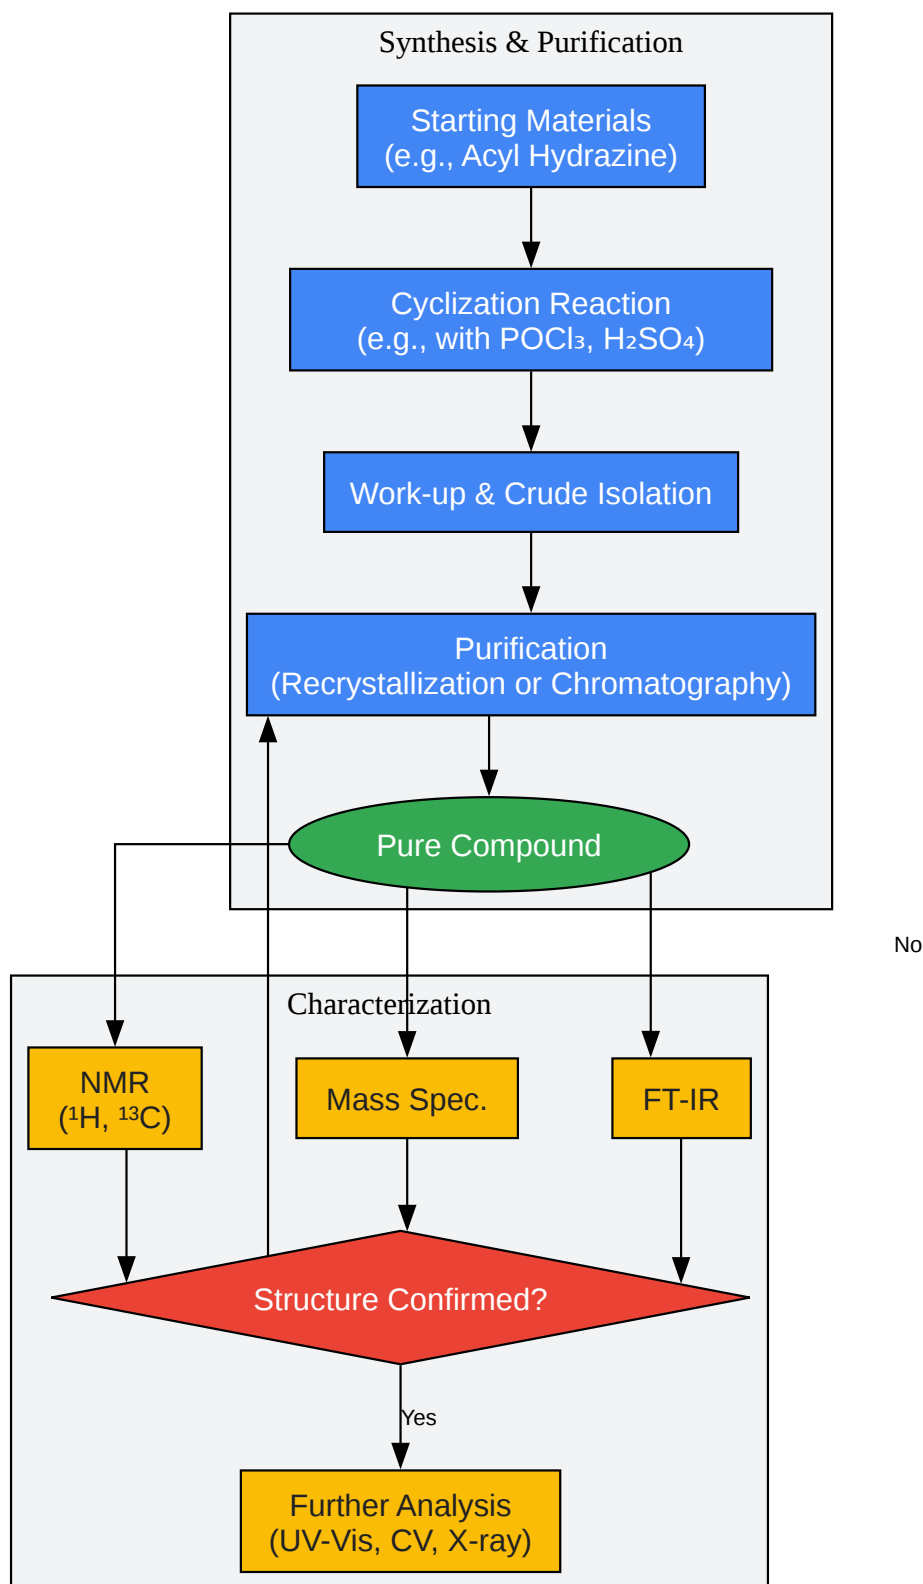 Synthesis & Purification
Starting Materials
(e.g., Acyl Hydrazine)
Cyclization Reaction
(e.g., with POCl₃, H₂SO₄)
Work-up & Crude Isolation
Purification
(Recrystallization or Chromatography)
Pure Compound
No
Characterization
NMR
(¹H, ¹³C)
Mass Spec.
FT-IR
Structure Confirmed?
Yes
Further Analysis
(UV-Vis, CV, X-ray)